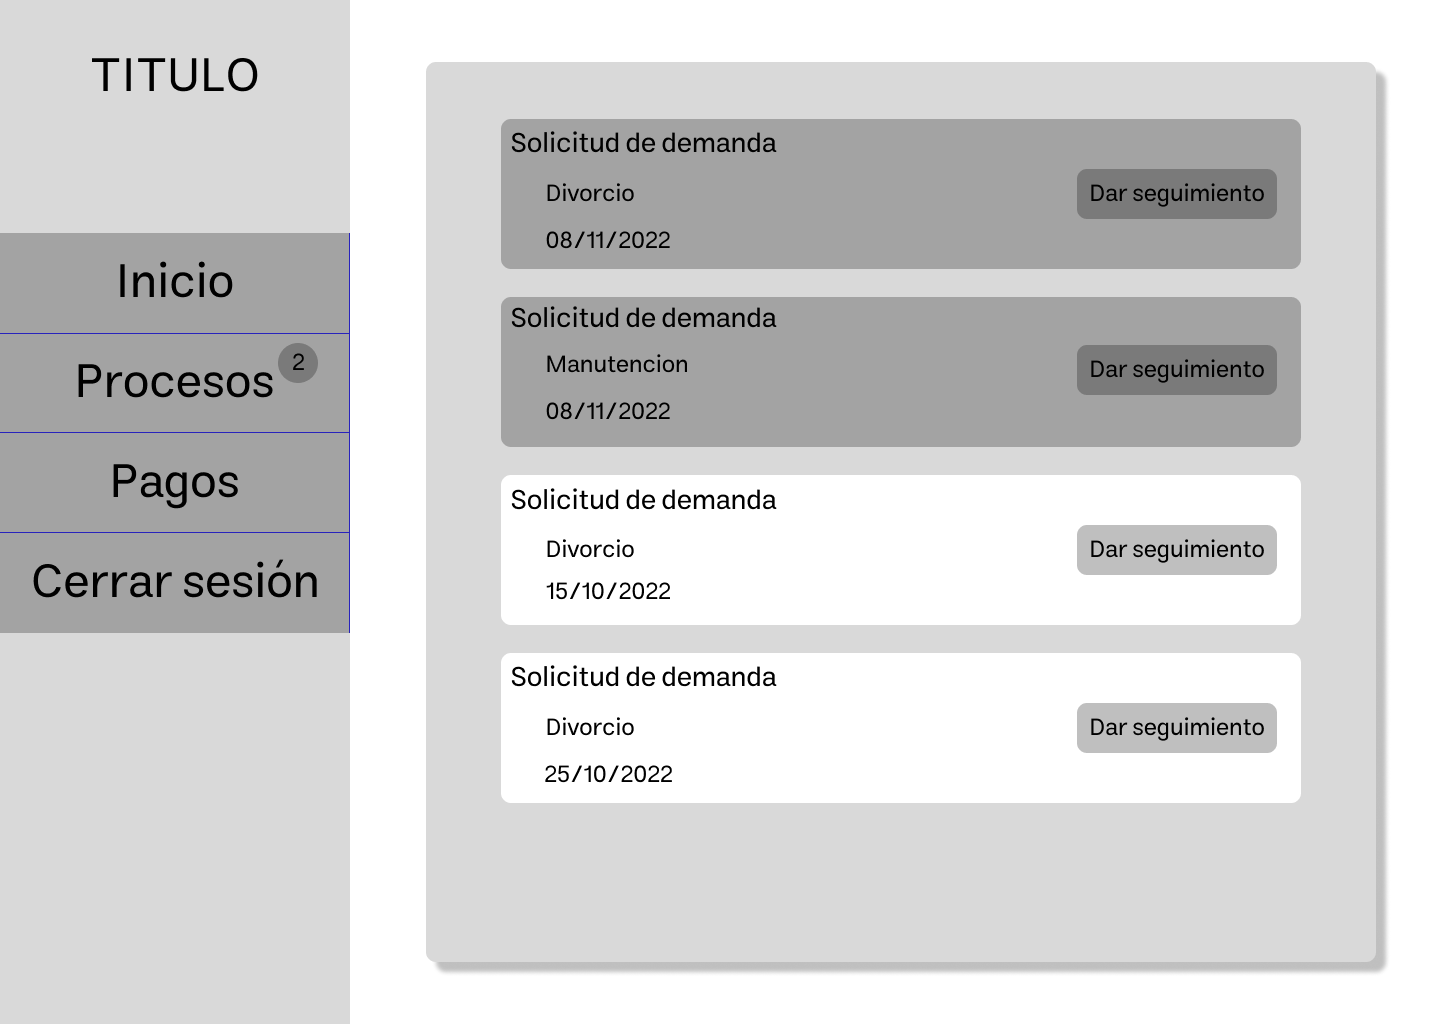 TITULO
Inicio
Procesos
2
Pagos
Cerrar sesión
Solicitud de demanda
Divorcio
Dar seguimiento
08/11/2022
Solicitud de demanda
Manutencion
Dar seguimiento
08/11/2022
Solicitud de demanda
Divorcio
Dar seguimiento
15/10/2022
Solicitud de demanda
Divorcio
Dar seguimiento
25/10/2022